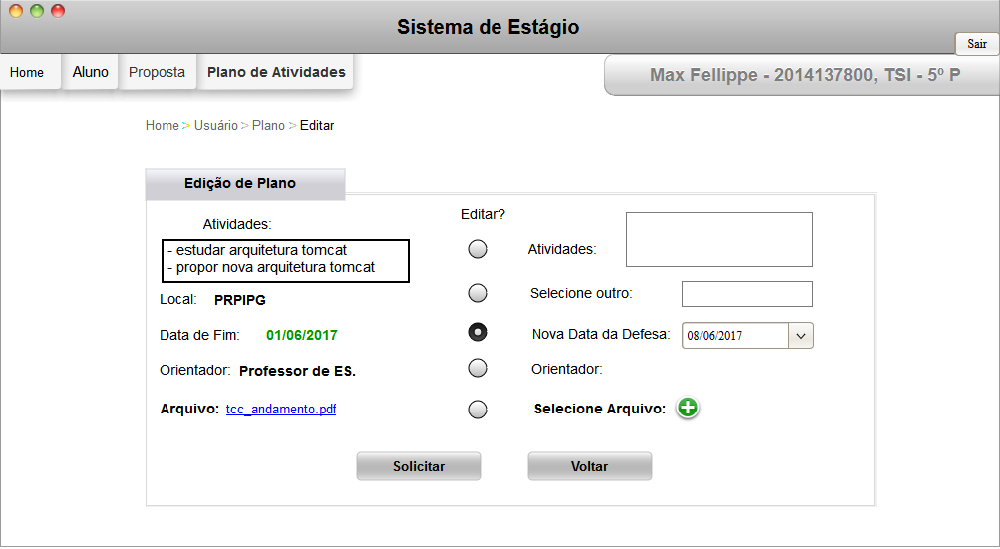 Sistema de Estágio
Sair
Home
Aluno
Proposta
Plano de Atividades
Max Fellippe - 2014137800, TSI - 5º P
Home > Usuário > Plano > Editar
Edição de Plano
Editar?
Atividades:
- estudar arquitetura tomcat
- propor nova arquitetura tomcat
Atividades:
Local: PRPIPG
Selecione outro:
Data de Fim: 01/06/2017
Nova Data da Defesa: 08/06/2017
Orientador: Professor de ES.
Orientador:
Arquivo: tcc_andamento.pdf
Selecione Arquivo:
Solicitar
Voltar